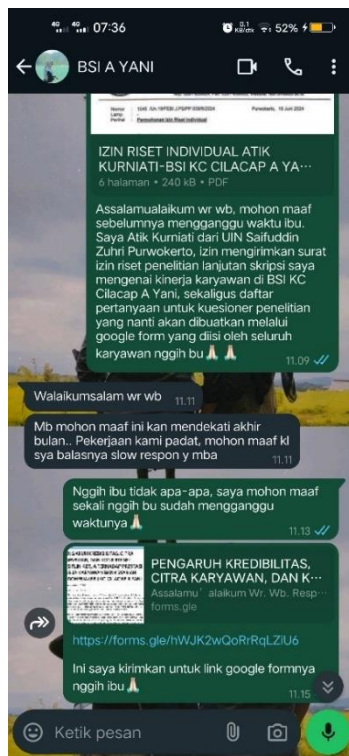 07:36
52%
BSI A YANI
IZIN RISET INDIVIDUAL ATIK
KURNIATI-BSI KC CILACAP A YA…
6 halaman • 240 kB • PDF
Assalamualaikum wr wb, mohon maaf
sebelumnya mengganggu waktu ibu.
Saya Atik Kurniati dari UIN Saifuddin
Zuhri Purwokerto, izin mengirimkan surat
izin riset penelitian lanjutan skripsi saya
mengenai kinerja karyawan di BSI KC
Cilacap A Yani, sekaligus daftar
pertanyaan untuk kuesioner penelitian
yang nanti akan dibuatkan melalui
google form yang diisi oleh seluruh
karyawan nggih bu🙏🏻🙏🏻
11.09
Walaikumsalam wr wb 11.11
Mb mohon maaf ini kan mendekati akhir
bulan.. Pekerjaan kami padat, mohon maaf kl
sya balasnya slow respon y mba
11.11
Nggih ibu tidak apa-apa, saya mohon maaf
sekali nggih bu sudah mengganggu
waktunya🙏🏻
11.13
PENGARUH KREDIBILITAS,
CITRA KARYAWAN, DAN K…
Assalamu' alaikum Wr. Wb. Resp…
forms.gle
https://forms.gle/hWJK2wQoRrRqLZiU6
Ini saya kirimkan untuk link google formnya
nggih ibu🙏🏻
11.15
Ketik pesan